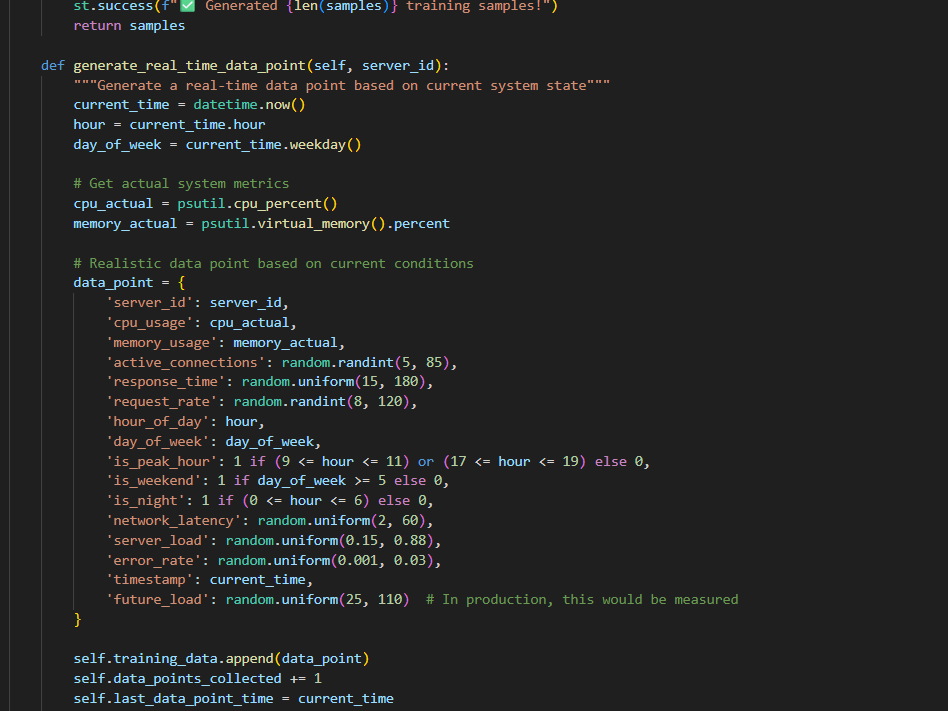 st.success(f"✅ Generated {len(samples)} training samples!")
return samples
def generate_real_time_data_point(self, server_id):
"""Generate a real-time data point based on current system state"""
current_time = datetime.now()
hour = current_time.hour
day_of_week = current_time.weekday()
# Get actual system metrics
cpu_actual = psutil.cpu_percent()
memory_actual = psutil.virtual_memory().percent
# Realistic data point based on current conditions
data_point = {
'server_id': server_id,
'cpu_usage': cpu_actual,
'memory_usage': memory_actual,
'active_connections': random.randint(5, 85),
'response_time': random.uniform(15, 180),
'request_rate': random.randint(8, 120),
'hour_of_day': hour,
'day_of_week': day_of_week,
'is_peak_hour': 1 if (9 <= hour <= 11) or (17 <= hour <= 19) else 0,
'is_weekend': 1 if day_of_week >= 5 else 0,
'is_night': 1 if (0 <= hour <= 6) else 0,
'network_latency': random.uniform(2, 60),
'server_load': random.uniform(0.15, 0.88),
'error_rate': random.uniform(0.001, 0.03),
'timestamp': current_time,
'future_load': random.uniform(25, 110)  # In production, this would be measured
}
self.training_data.append(data_point)
self.data_points_collected += 1
self.last_data_point_time = current_time